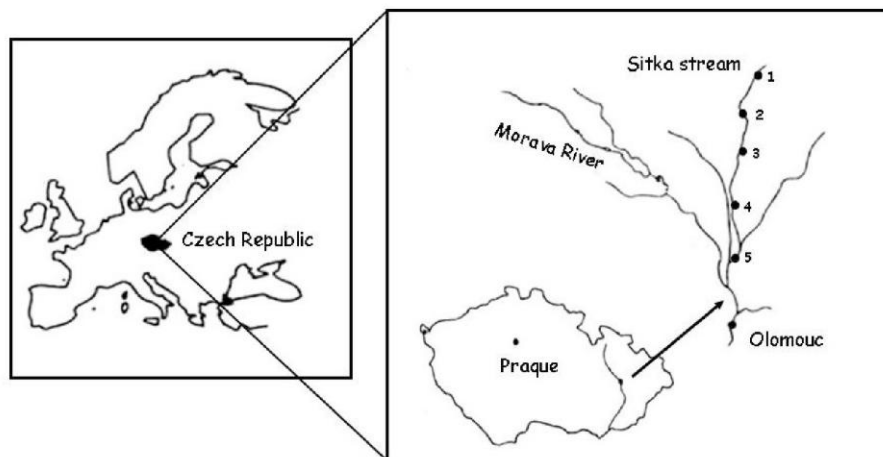 Czech Republic
Sitka stream
1
2
Morava River
3
4
5
Olomouc
Praque